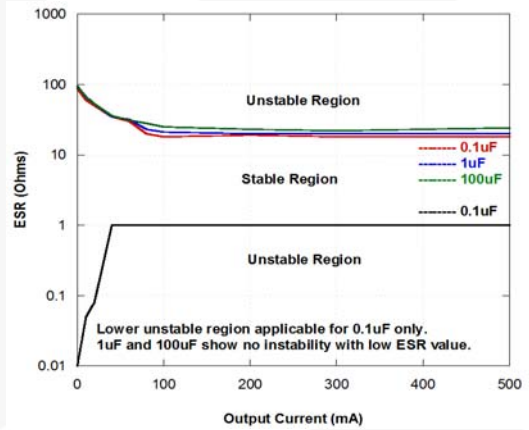 1000
100
10
1
0.1
0.01
ESR (Ohms)
Unstable Region
Stable Region
0.1uF
1uF
100uF
0.1uF
Unstable Region
Lower unstable region applicable for 0.1uF only.
1uF and 100uF show no instability with low ESR value.
0 100 200 300 400 500
Output Current (mA)